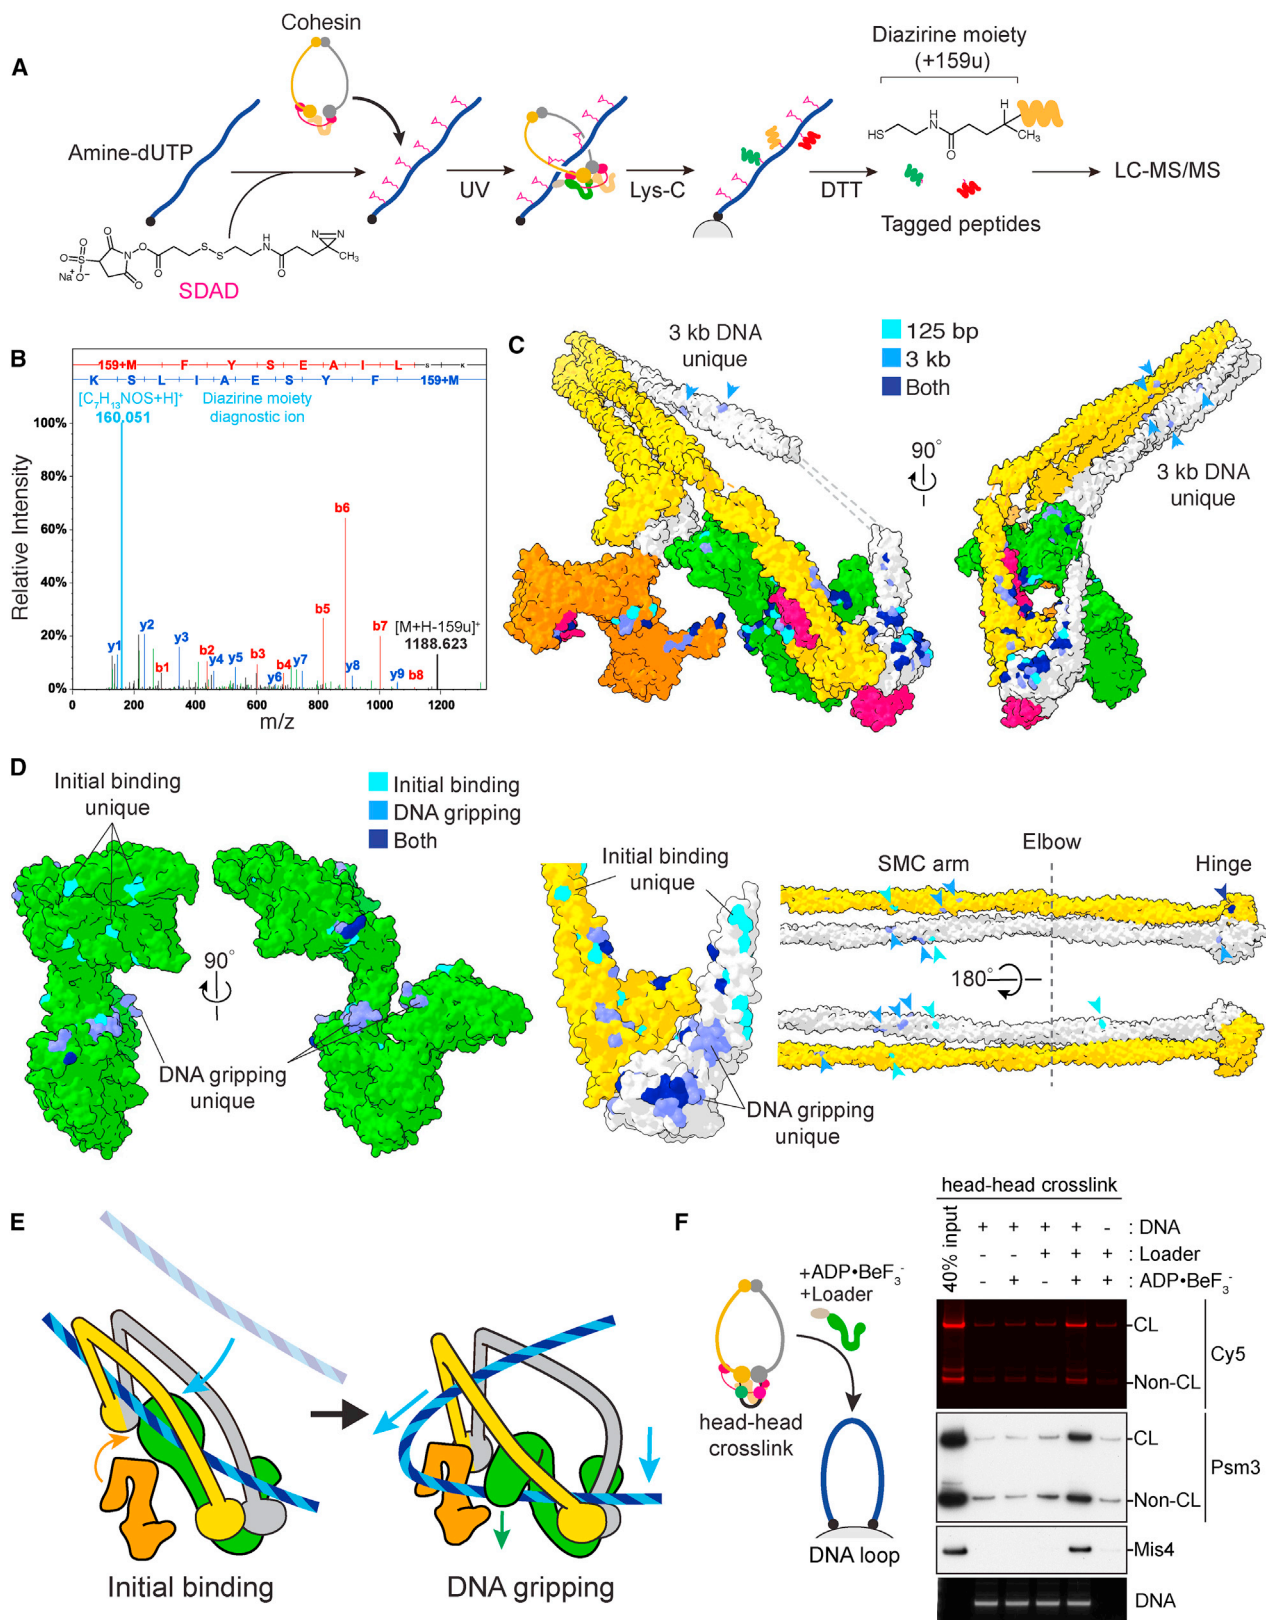 A
Cohesin
Amine-dUTP
UV
Lys-C
DTT
LC-MS/MS
Diazirine moiety
(+159u)
HS
H
N
O
H
CH3
Tagged peptides
O
O
S
O
Na+
O-
N
O
O
O
O
S
S
H
N
O
N=N
CH3
SDAD
B
159+M F Y S E A I L S K
K S L I A E S Y F 159+M
[C7H13NOS+H]+
160.051
Diazirine moiety
diagnostic ion
Relative Intensity
100%
80%
60%
40%
20%
0%
y1
y2
b1
y3
b2
y4
y5
b3
y6
b4
y7
b5
b6
y8
b7
y9
b8
[M+H-159u]+
1188.623
0
200
400
600
800
1000
1200
m/z
C
3 kb DNA
unique
125 bp
3 kb
Both
90°
3 kb DNA
unique
D
Initial binding
unique
Initial binding
DNA gripping
Both
90°
DNA gripping
unique
Initial binding
unique
DNA gripping
unique
SMC arm
Elbow
Hinge
180°
E
Initial binding
DNA gripping
F
+ADP•BeF3-
+Loader
head-head
crosslink
DNA loop
head-head crosslink
40% input
+ + + + - : DNA
- - + + + : Loader
- + - + + : ADP•BeF3-
CL
Non-CL
Cy5
CL
Non-CL
Psm3
Mis4
DNA